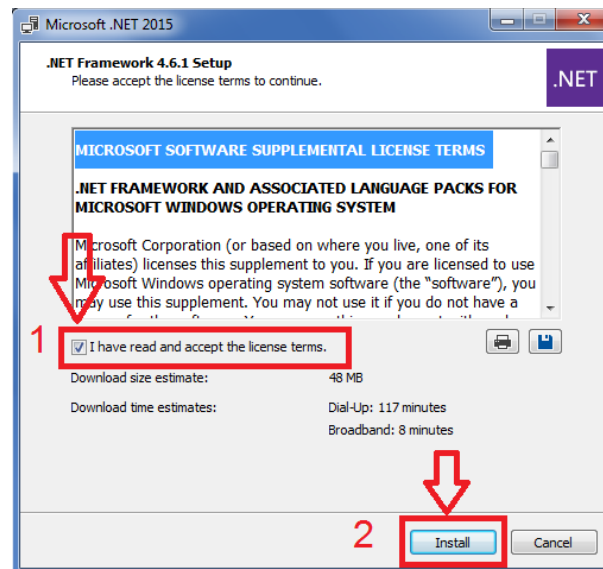 Microsoft .NET 2015
.NET Framework 4.6.1 Setup
Please accept the license terms to continue.
.NET
MICROSOFT SOFTWARE SUPPLEMENTAL LICENSE TERMS
.NET FRAMEWORK AND ASSOCIATED LANGUAGE PACKS FOR
MICROSOFT WINDOWS OPERATING SYSTEM
Microsoft Corporation (or based on where you live, one of its
affiliates) licenses this supplement to you. If you are licensed to use
Microsoft Windows operating system software (the “software”), you
may use this supplement. You may not use it if you do not have a
1
I have read and accept the license terms.
Download size estimate: 48 MB
Download time estimates: Dial-Up: 117 minutes
Broadband: 8 minutes
2
Install Cancel